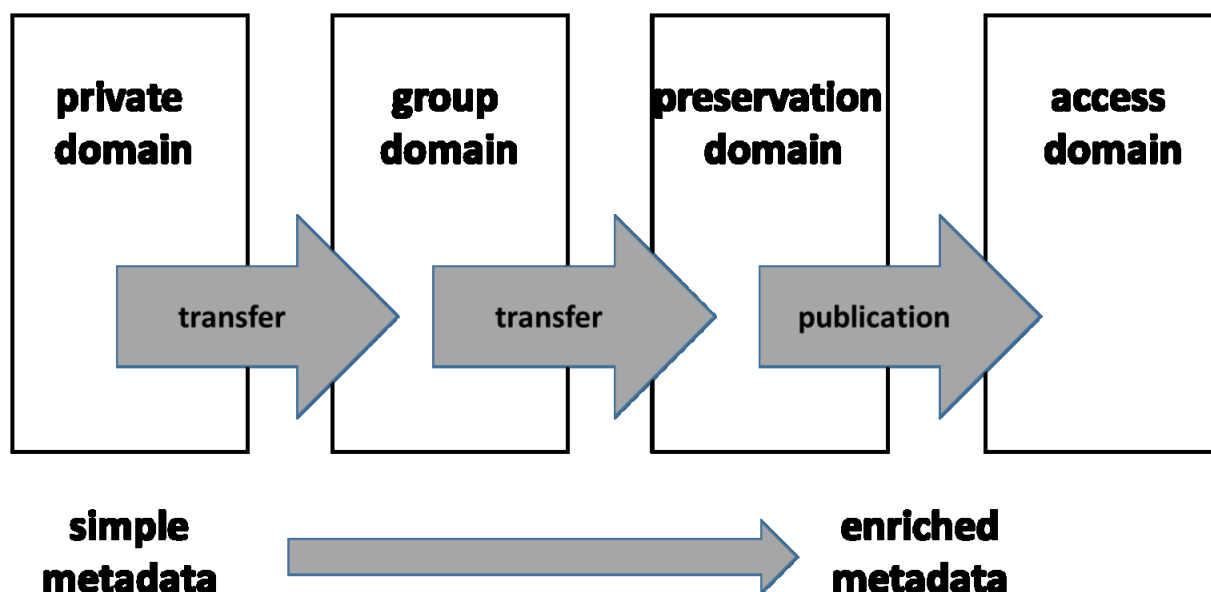 private
domain
group
domain
preservation
domain
access
domain
transfer
transfer
publication
simple
metadata
enriched
metadata